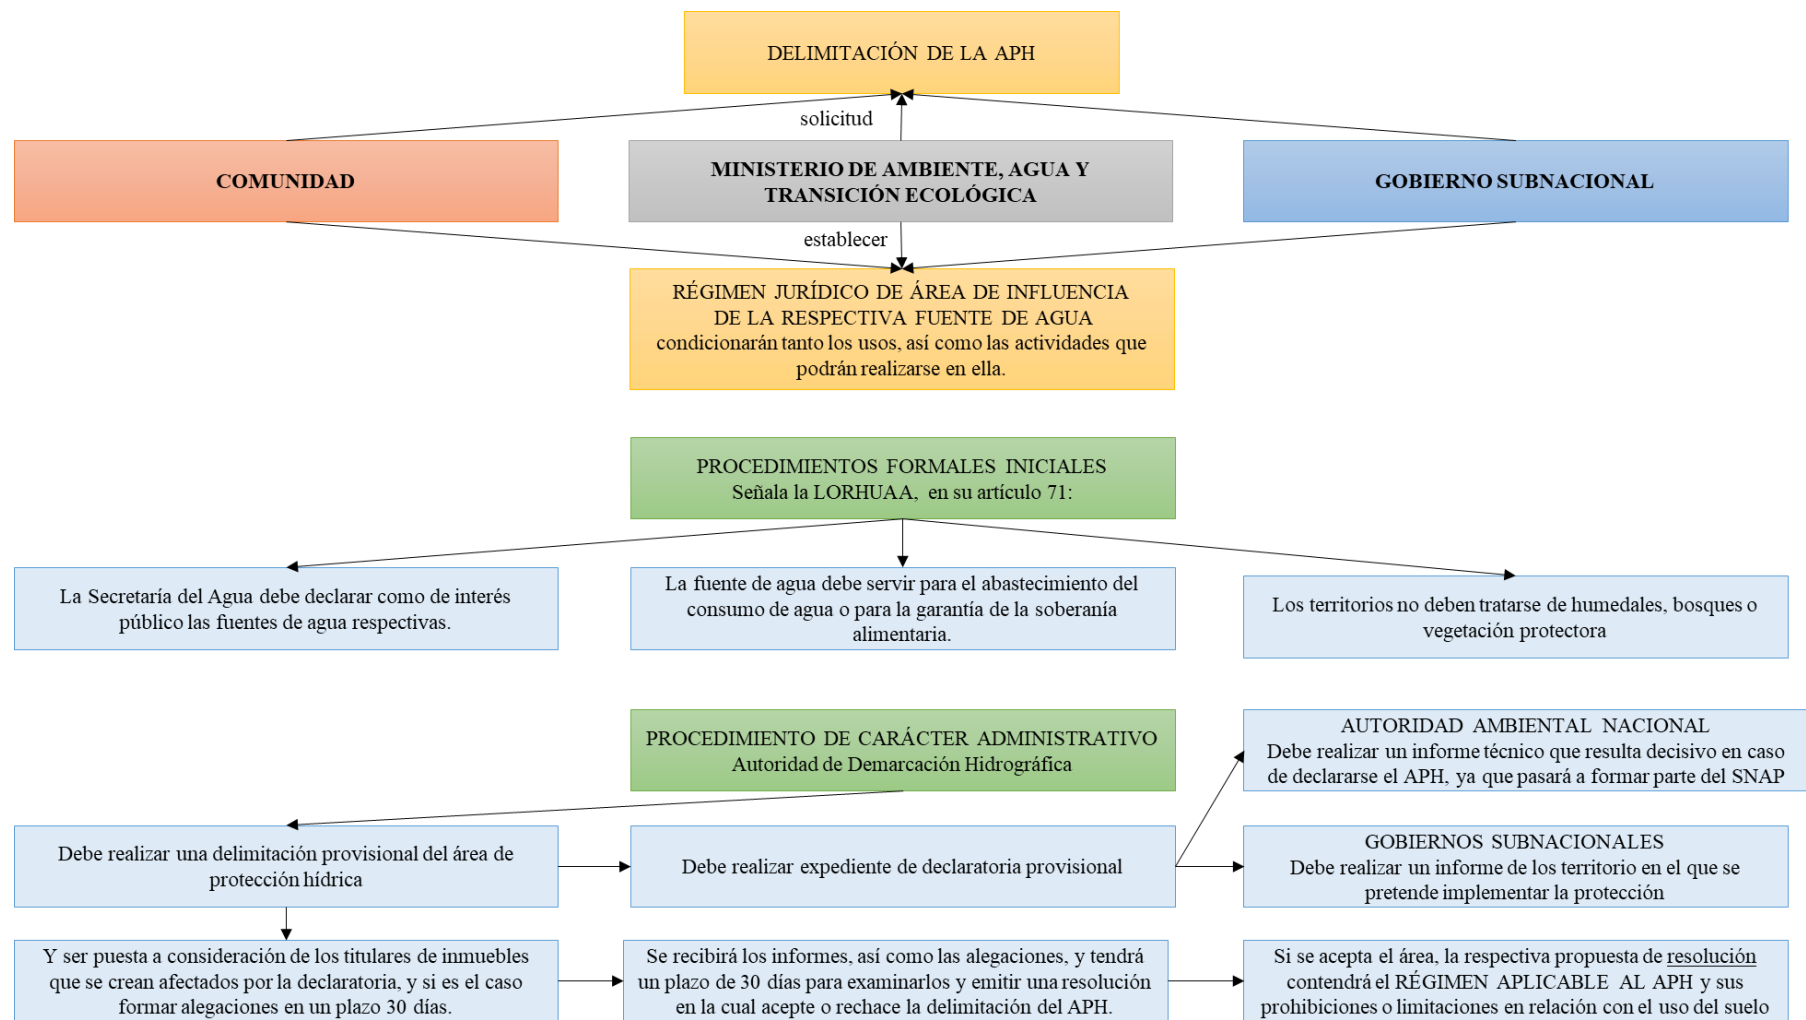 DELIMITACIÓN DE LA APH
solicitud
COMUNIDAD
MINISTERIO DE AMBIENTE, AGUA Y
TRANSICIÓN ECOLÓGICA
GOBIERNO SUBNACIONAL
establecer
RÉGIMEN JURÍDICO DE ÁREA DE INFLUENCIA
DE LA RESPECTIVA FUENTE DE AGUA
condicionarán tanto los usos, así como las actividades que
podrán realizarse en ella.
PROCEDIMIENTOS FORMALES INICIALES
Señala la LORHUAA, en su artículo 71:
La Secretaría del Agua debe declarar como de interés
público las fuentes de agua respectivas.
La fuente de agua debe servir para el abastecimiento del
consumo de agua o para la garantía de la soberanía
alimentaria.
Los territorios no deben tratarse de humedales, bosques o
vegetación protectora
PROCEDIMIENTO DE CARÁCTER ADMINISTRATIVO
Autoridad de Demarcación Hidrográfica
AUTORIDAD AMBIENTAL NACIONAL
Debe realizar un informe técnico que resulta decisivo en caso
de declararse el APH, ya que pasará a formar parte del SNAP
Debe realizar una delimitación provisional del área de
protección hídrica
Debe realizar expediente de declaratoria provisional
GOBIERNOS SUBNACIONALES
Debe realizar un informe de los territorio en el que se
pretende implementar la protección
Y ser puesta a consideración de los titulares de inmuebles
que se crean afectados por la declaratoria, y si es el caso
formar alegaciones en un plazo 30 días.
Se recibirá los informes, así como las alegaciones, y tendrá
un plazo de 30 días para examinarlos y emitir una resolución
en la cual acepte o rechace la delimitación del APH.
Si se acepta el área, la respectiva propuesta de resolución
contendrá el RÉGIMEN APLICABLE AL APH y sus
prohibiciones o limitaciones en relación con el uso del suelo